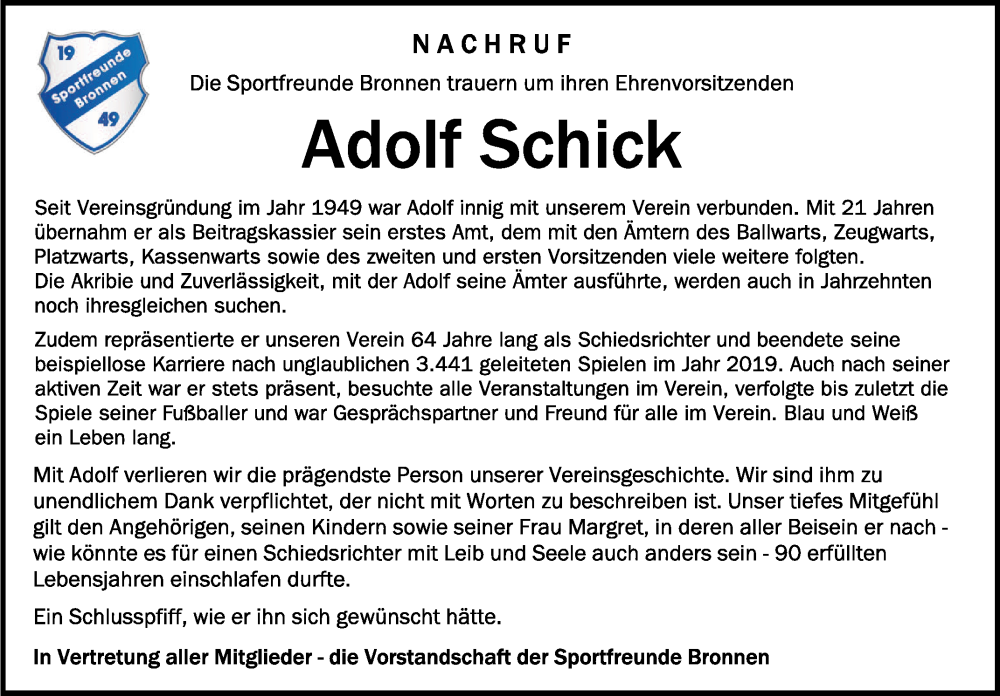 19
Sportfreunde
Bronnen
49
NACHRUF
Die Sportfreunde Bronnen trauern um ihren Ehrenvorsitzenden
Adolf Schick
Seit Vereinsgründung im Jahr 1949 war Adolf innig mit unserem Verein verbunden. Mit 21 Jahren
übernahm er als Beitragskassier sein erstes Amt, dem mit den Ämtern des Ballwarts, Zeugwarts,
Platzwarts, Kassenwarts sowie des zweiten und ersten Vorsitzenden viele weitere folgten.
Die Akribie und Zuverlässigkeit, mit der Adolf seine Ämter ausführte, werden auch in Jahrzehnten
noch ihresgleichen suchen.
Zudem repräsentierte er unseren Verein 64 Jahre lang als Schiedsrichter und beendete seine
beispiellose Karriere nach unglaublichen 3.441 geleiteten Spielen im Jahr 2019. Auch nach seiner
aktiven Zeit war er stets präsent, besuchte alle Veranstaltungen im Verein, verfolgte bis zuletzt die
Spiele seiner Fußballer und war Gesprächspartner und Freund für alle im Verein. Blau und Weiß
ein Leben lang.
Mit Adolf verlieren wir die prägendste Person unserer Vereinsgeschichte. Wir sind ihm zu
unendlichem Dank verpflichtet, der nicht mit Worten zu beschreiben ist. Unser tiefes Mitgefühl
gilt den Angehörigen, seinen Kindern sowie seiner Frau Margret, in deren aller Beisein er nach -
wie könnte es für einen Schiedsrichter mit Leib und Seele auch anders sein - 90 erfüllten
Lebensjahren einschlafen durfte.
Ein Schlusspfiff, wie er ihn sich gewünscht hätte.
In Vertretung aller Mitglieder - die Vorstandschaft der Sportfreunde Bronnen